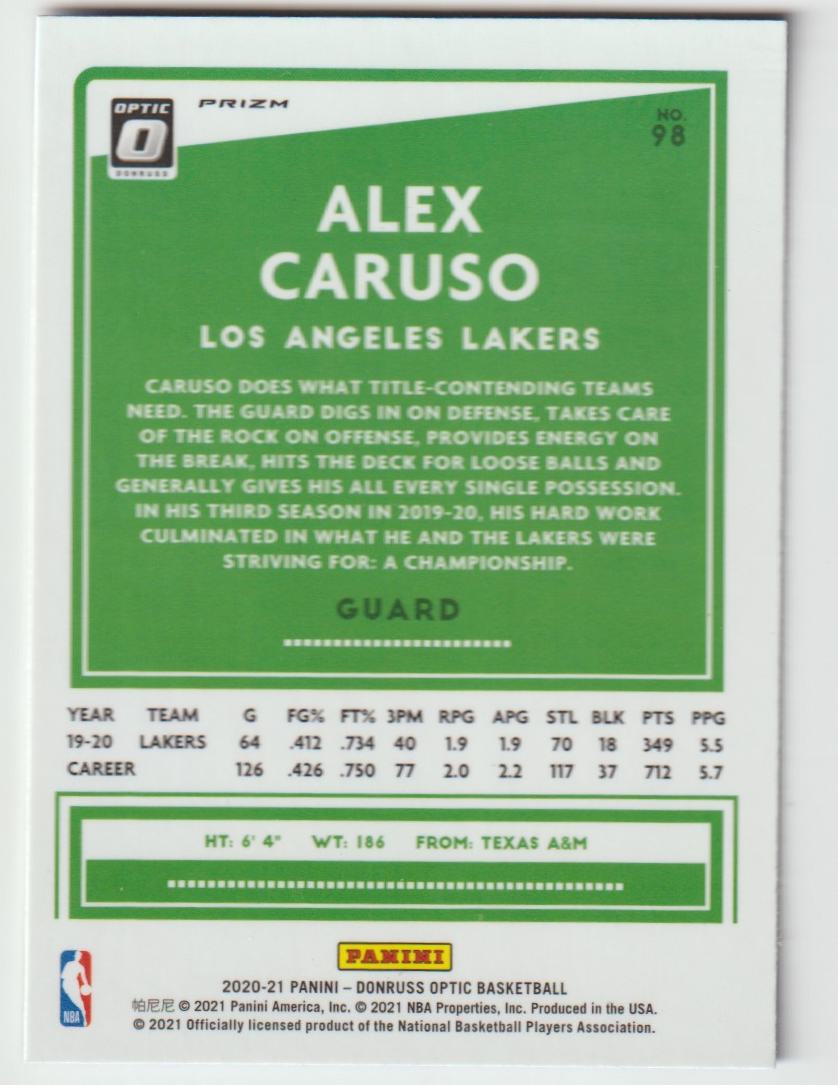 OPTIC
DONRUSS
PRIZM
NO.
98
ALEX
CARUSO
LOS ANGELES LAKERS
CARUSO DOES WHAT TITLE-CONTENDING TEAMS
NEED. THE GUARD DIGS IN ON DEFENSE, TAKES CARE
OF THE ROCK ON OFFENSE, PROVIDES ENERGY ON
THE BREAK, HITS THE DECK FOR LOOSE BALLS AND
GENERALLY GIVES HIS ALL EVERY SINGLE POSSESSION.
IN HIS THIRD SEASON IN 2019-20, HIS HARD WORK
CULMINATED IN WHAT HE AND THE LAKERS WERE
STRIVING FOR: A CHAMPIONSHIP.
GUARD
YEAR TEAM G FG% FT% 3PM RPG APG STL BLK PTS PPG
19-20 LAKERS 64 .412 .734 40 1.9 1.9 70 18 349 5.5
CAREER 126 .426 .750 77 2.0 2.2 117 37 712 5.7
HT: 6' 4" WT: 186 FROM: TEXAS A&M
PANINI
NBA
2020-21 PANINI – DONRUSS OPTIC BASKETBALL
帕尼尼 © 2021 Panini America, Inc. © 2021 NBA Properties, Inc. Produced in the USA.
© 2021 Officially licensed product of the National Basketball Players Association.